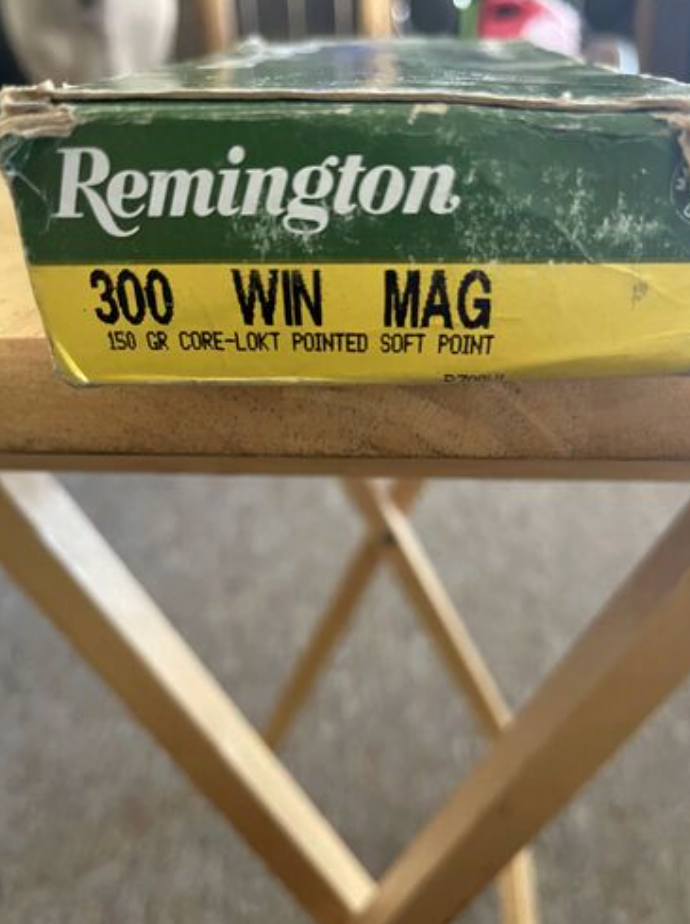 Remington
300 WIN MAG
150 GR CORE-LOKT POINTED SOFT POINT